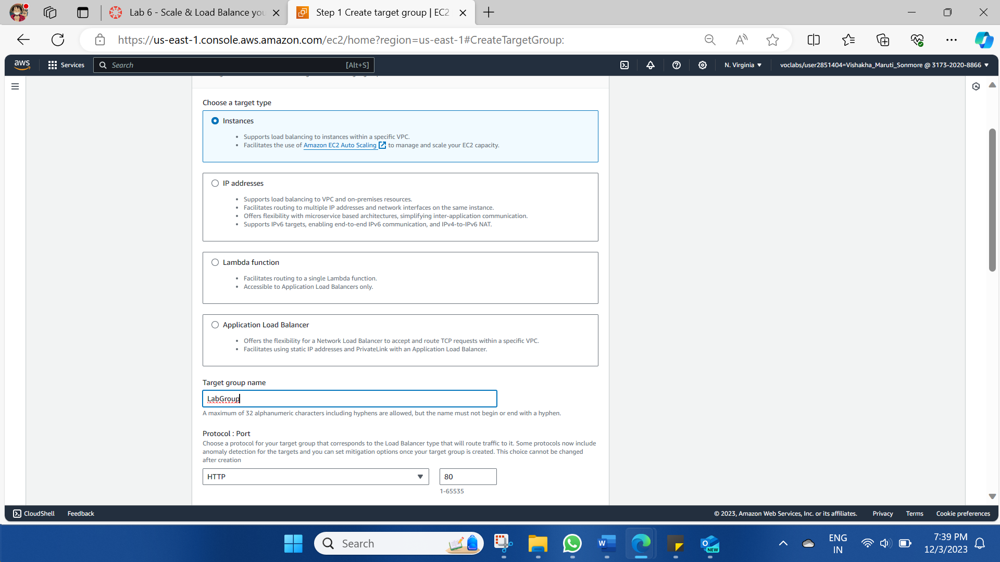 Lab 6 - Scale & Load Balance you
Step 1 Create target group | EC2
https://us-east-1.console.aws.amazon.com/ec2/home?region=us-east-1#CreateTargetGroup:
aws
Services
Search
[Alt+S]
N. Virginia
voclabs/user2851404=Vishakha_Maruti_Sonmore @ 3173-2020-8866
Choose a target type
Instances
Supports load balancing to instances within a specific VPC.
Facilitates the use of Amazon EC2 Auto Scaling to manage and scale your EC2 capacity.
IP addresses
Supports load balancing to VPC and on-premises resources.
Facilitates routing to multiple IP addresses and network interfaces on the same instance.
Offers flexibility with microservice based architectures, simplifying inter-application communication.
Supports IPv6 targets, enabling end-to-end IPv6 communication, and IPv4-to-IPv6 NAT.
Lambda function
Facilitates routing to a single Lambda function.
Accessible to Application Load Balancers only.
Application Load Balancer
Offers the flexibility for a Network Load Balancer to accept and route TCP requests within a specific VPC.
Facilitates using static IP addresses and PrivateLink with an Application Load Balancer.
Target group name
LabGroup
A maximum of 32 alphanumeric characters including hyphens are allowed, but the name must not begin or end with a hyphen.
Protocol : Port
Choose a protocol for your target group that corresponds to the Load Balancer type that will route traffic to it. Some protocols now include
anomaly detection for the targets and you can set mitigation options once your target group is created. This choice cannot be changed
after creation
HTTP
80
1-65535
CloudShell
Feedback
© 2023, Amazon Web Services, Inc. or its affiliates.
Privacy
Terms
Cookie preferences
Search
NEW
ENG
IN
7:39 PM
12/3/2023